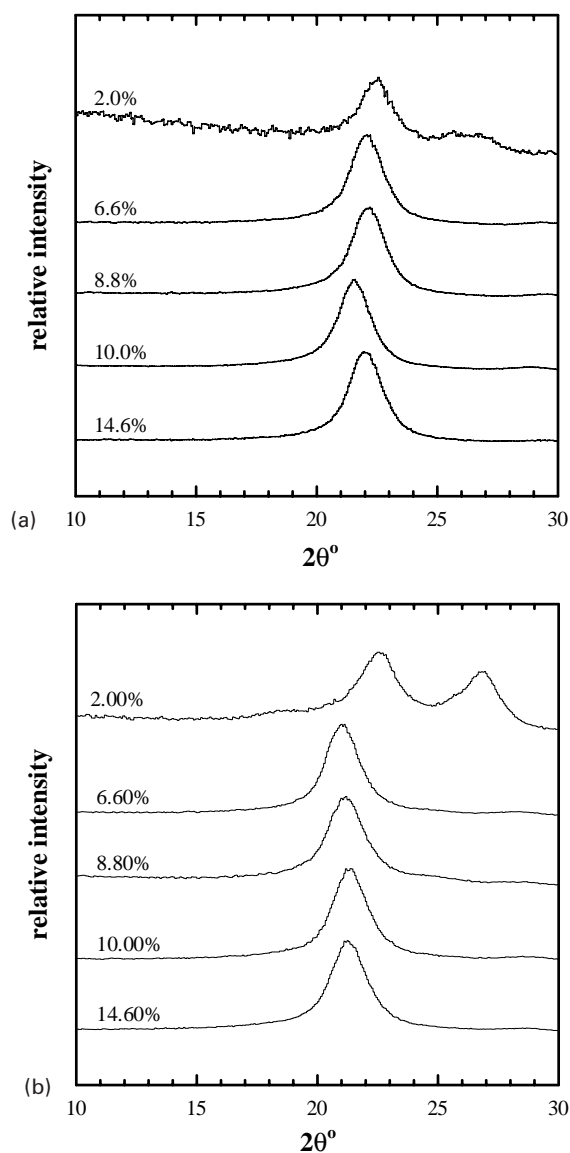 2.0%
6.6%
8.8%
10.0%
14.6%
relative intensity
10 15 20 25 30
(a)
2θ°
2.00%
6.60%
8.80%
10.00%
14.60%
relative intensity
(b)
10 15 20 25 30
2θ°